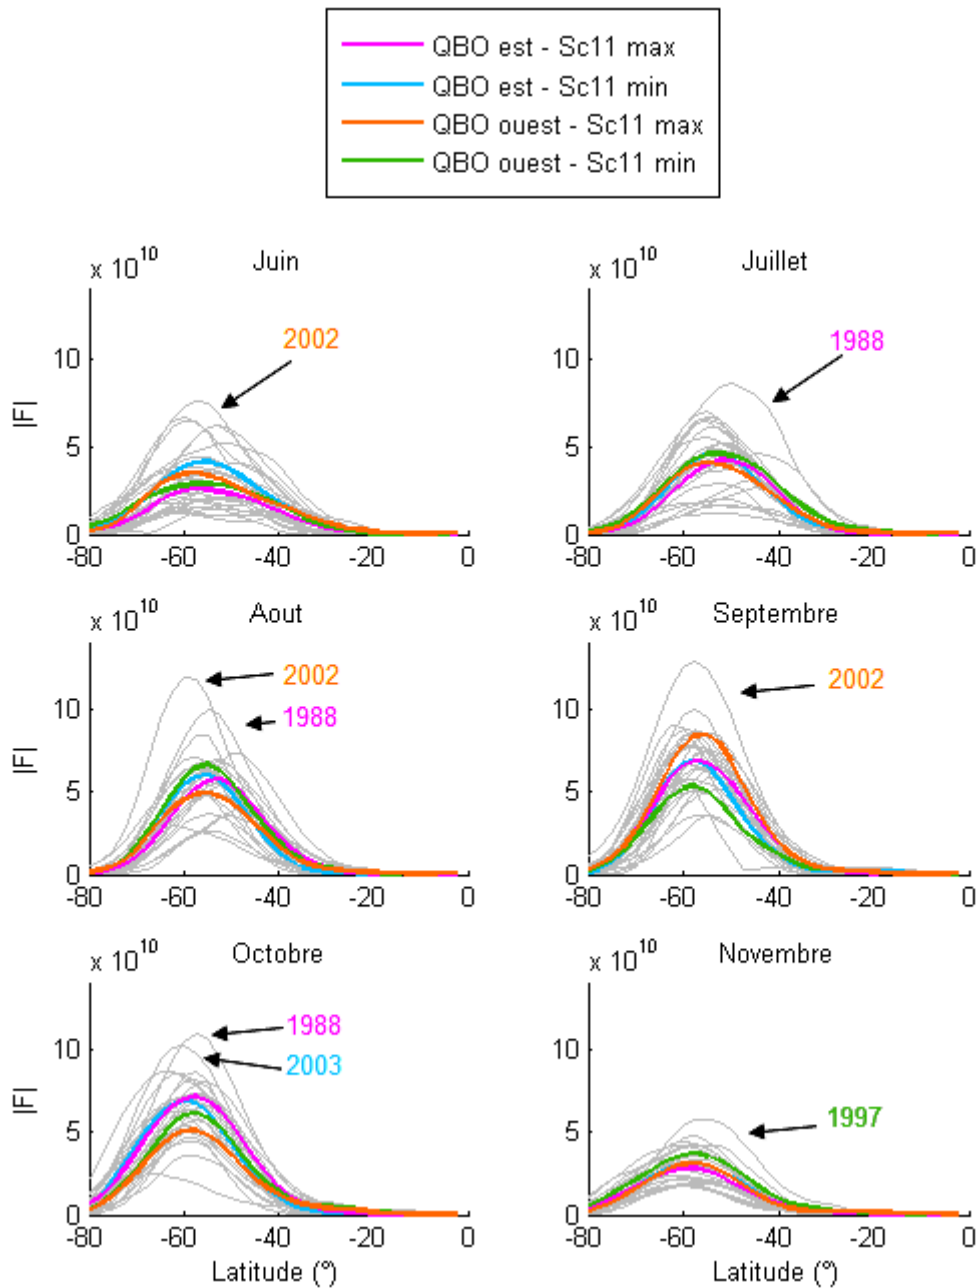 QBO est - Sc11 max
QBO est - Sc11 min
QBO ouest - Sc11 max
QBO ouest - Sc11 min
x 10^10 Juin
2002
|F|
10
5
0
-80 -60 -40 -20 0
x 10^10 Juillet
1988
10
5
0
-80 -60 -40 -20 0
x 10^10 Aout
2002
1988
|F|
10
5
0
-80 -60 -40 -20 0
x 10^10 Septembre
2002
10
5
0
-80 -60 -40 -20 0
x 10^10 Octobre
1988
2003
|F|
10
5
0
-80 -60 -40 -20 0
Latitude (°)
x 10^10 Novembre
1997
10
5
0
-80 -60 -40 -20 0
Latitude (°)